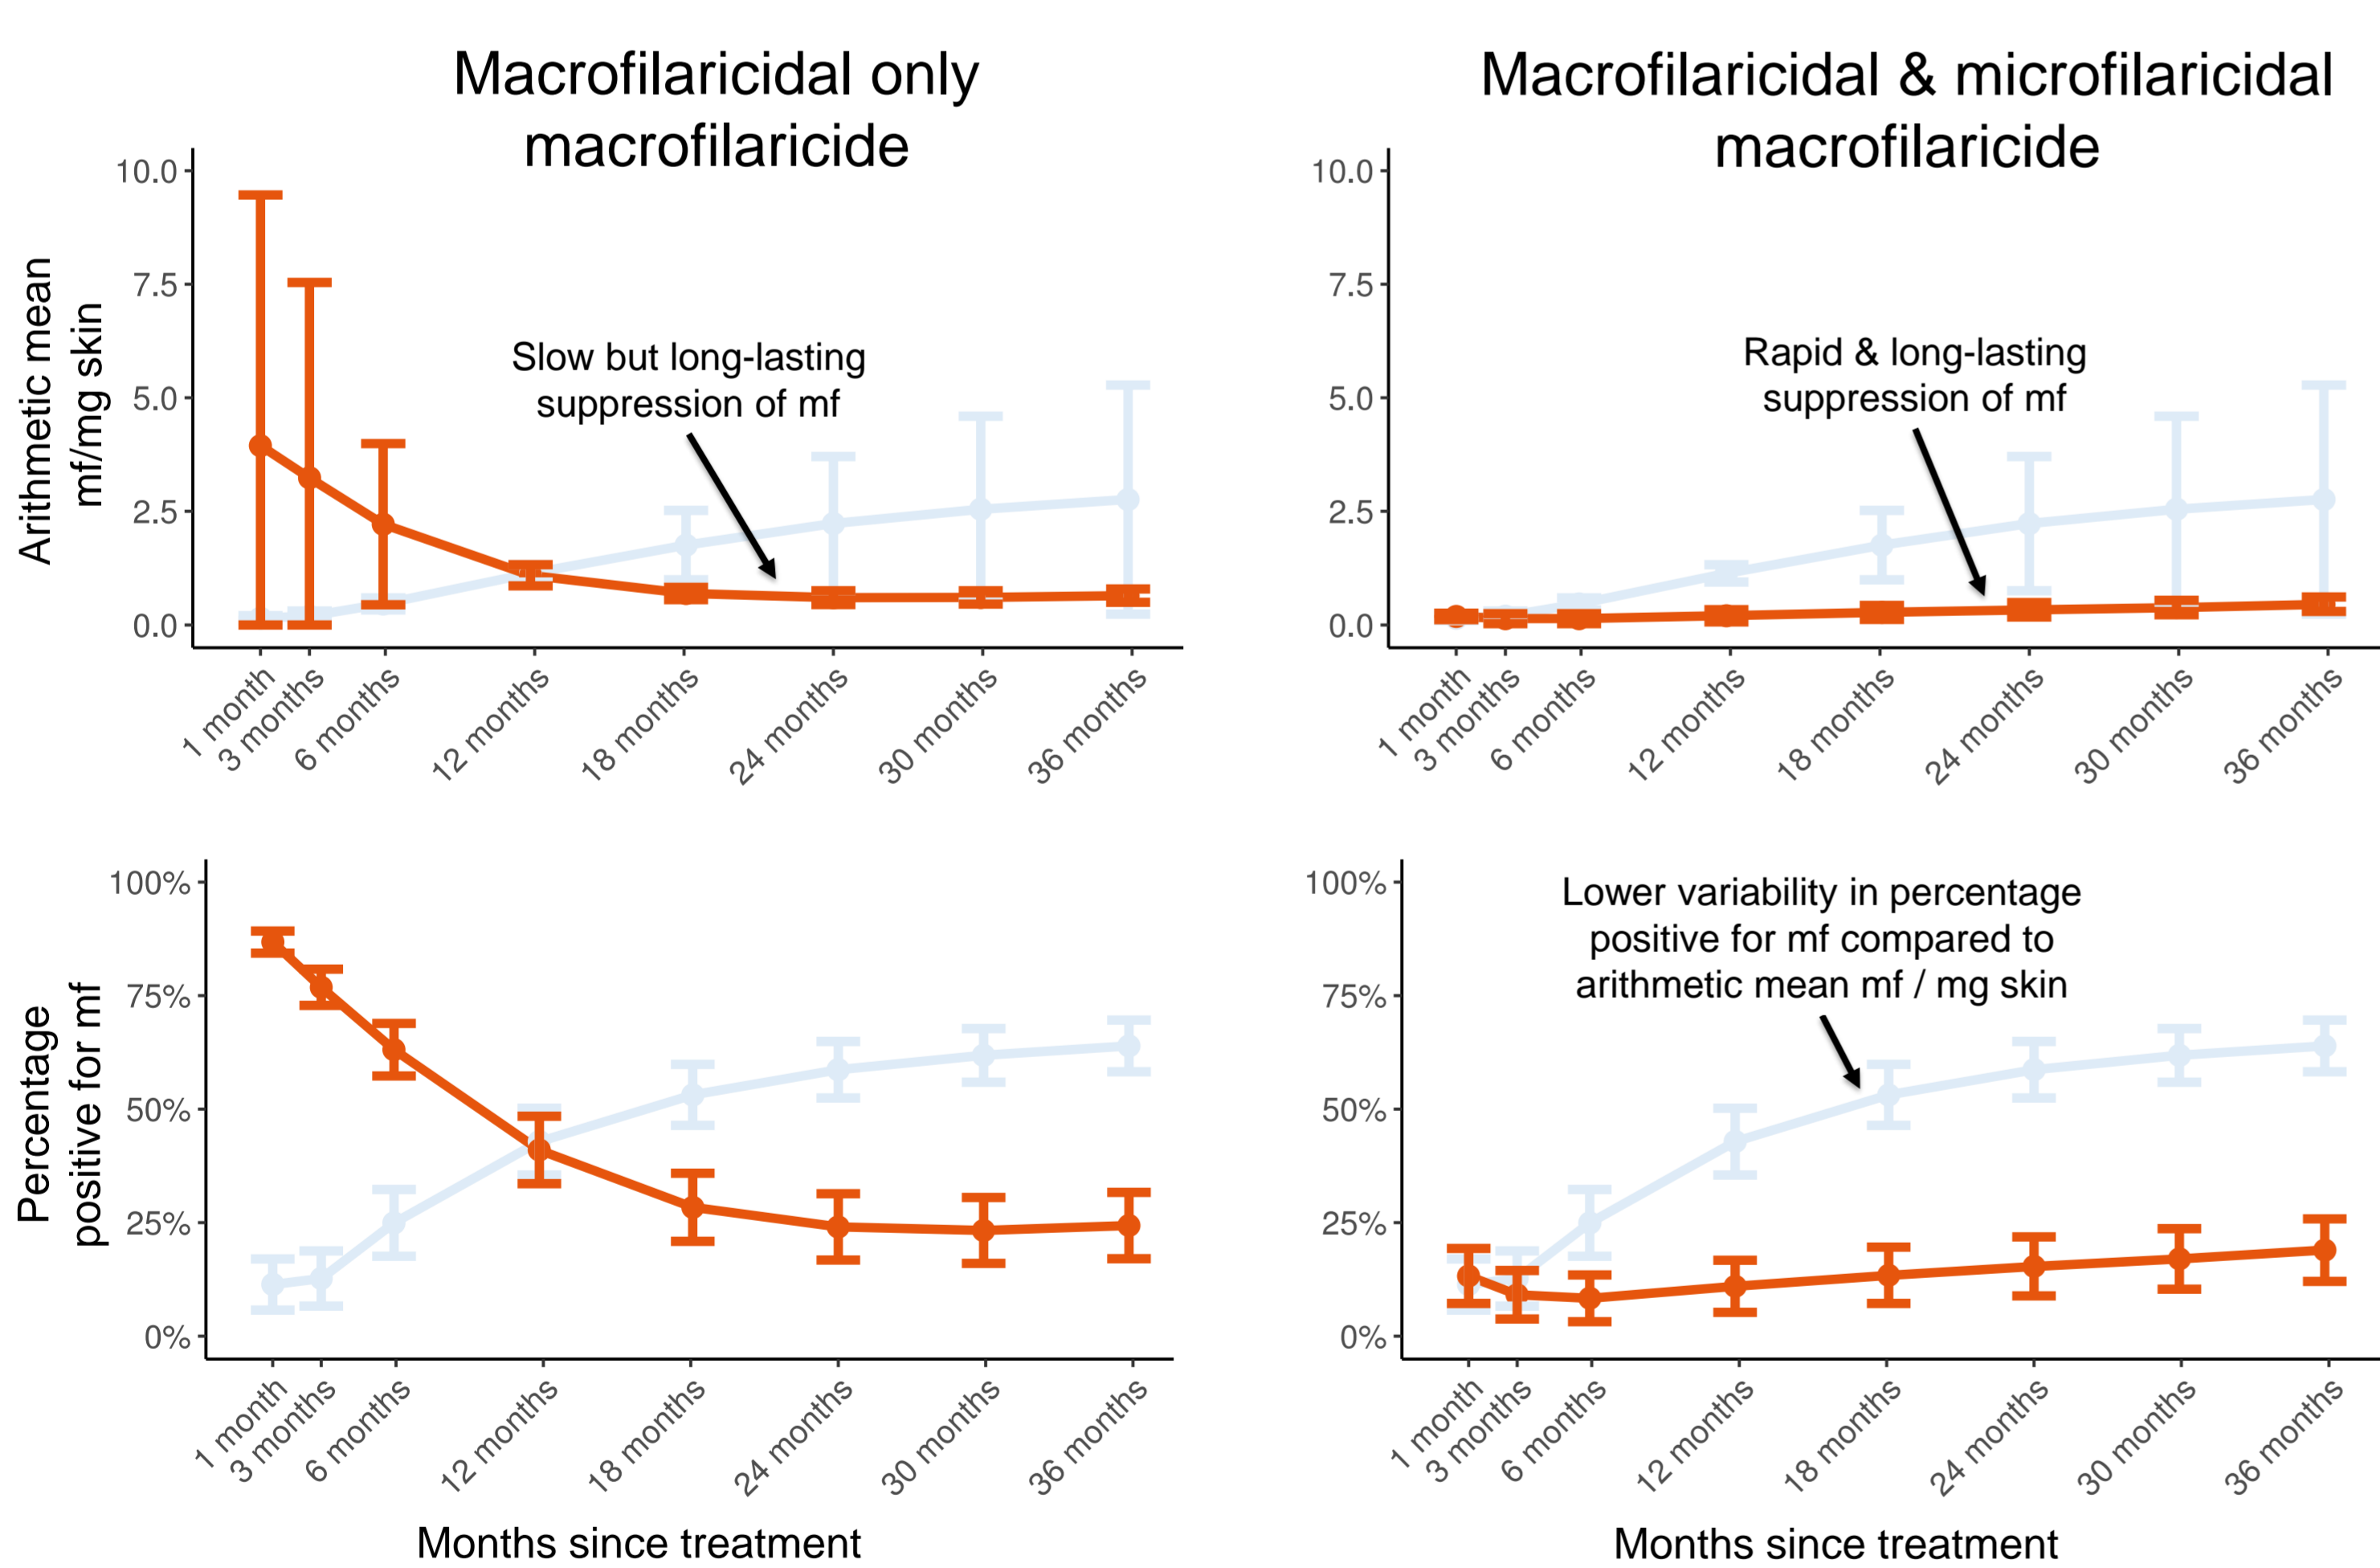 Macrofilaricidal only
macrofilaricide
Macrofilaricidal & microfilaricidal
macrofilaricide
Arithmetic mean
mf/mg skin
10.0
7.5
5.0
2.5
0.0
Slow but long-lasting
suppression of mf
1 month
3 months
6 months
12 months
18 months
24 months
30 months
36 months
10.0
7.5
5.0
2.5
0.0
Rapid & long-lasting
suppression of mf
1 month
3 months
6 months
12 months
18 months
24 months
30 months
36 months
Percentage
positive for mf
100%
75%
50%
25%
0%
1 month
3 months
6 months
12 months
18 months
24 months
30 months
36 months
Months since treatment
100%
75%
50%
25%
0%
Lower variability in percentage
positive for mf compared to
arithmetic mean mf / mg skin
1 month
3 months
6 months
12 months
18 months
24 months
30 months
36 months
Months since treatment